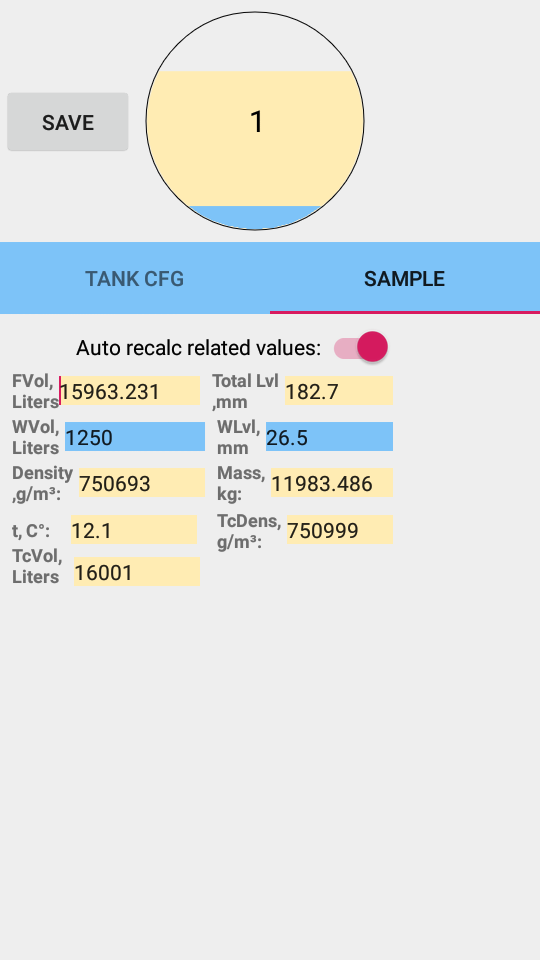 1
SAVE
TANK CFG
SAMPLE
Auto recalc related values:
FVol,
Liters
15963.231
Total Lvl
,mm
182.7
WVol,
Liters
1250
WLvl,
mm
26.5
Density
,g/m³:
750693
Mass,
kg:
11983.486
t, C°:
12.1
TcDens,
g/m³:
750999
TcVol,
Liters
16001